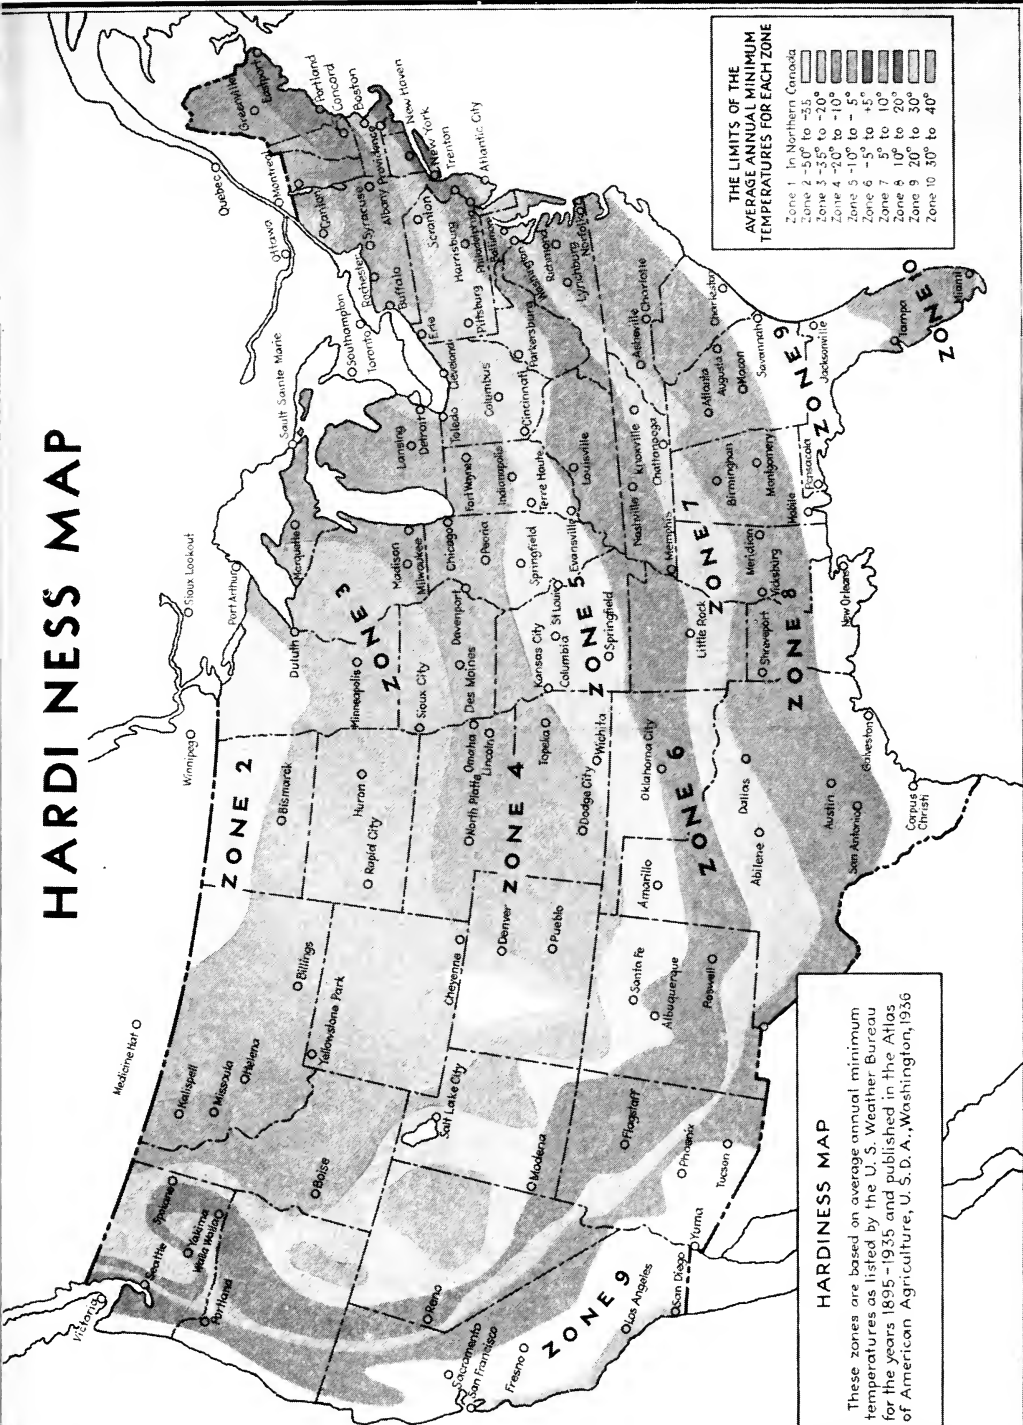 HARDINESS MAP
Quebec
Montreal
Ottawa
Southampton
Toronto
Sault Sainte Marie
Sioux Lookout
Port Arthur
Winnipeg
Medicine Hat
Victoria
Greenville
Eastport
Portland
Concord
Boston
Providence
New Haven
New York
Trenton
Atlantic City
Canton
Syracuse
Albany
Rochester
Buffalo
Scranton
Harrisburg
Philadelphia
Baltimore
Washington
Richmond
Norfolk
Lynchburg
Erie
Pittsburg
Parkersburg
Cleveland
Columbus
Cincinnati
Toledo
Detroit
Lansing
Fort Wayne
Indianapolis
Terre Haute
Louisville
Evansville
Marquette
Madison
Milwaukee
Chicago
Peoria
Springfield
Duluth
Minneapolis
ZONE 3
Davenport
Des Moines
Sioux City
Kansas City
St Louis
Columbia
ZONE 5
Springfield
ZONE 2
Bismarck
Huron
Rapid City
Omaha
Lincoln
North Platte
ZONE 4
Topeka
Wichita
Dodge City
Oklahoma City
ZONE 6
Kalispell
Missoula
Helena
Billings
Yellowstone Park
Cheyenne
Denver
Pueblo
Amarillo
Santa Fe
Albuquerque
Roswell
Spokane
Yakima
Walla Walla
Seattle
Portland
Boise
Salt Lake City
Modena
Flagstaff
Phoenix
Tucson
Yuma
Reno
Sacramento
San Francisco
Fresno
ZONE 9
Los Angeles
San Diego
Asheville
Charlotte
Knoxville
Chattanooga
Nashville
Memphis
Little Rock
ZONE 7
Atlanta
Augusta
Macon
Charleston
Savannah
Jacksonville
ZONE 9
Tampa
Miami
ZONE 10
Birmingham
Montgomery
Mobile
Pensacola
Meridian
Vicksburg
Shreveport
ZONE 8
New Orleans
Dallas
Abilene
Austin
San Antonio
Galveston
Corpus
Christi
THE LIMITS OF THE
AVERAGE ANNUAL MINIMUM
TEMPERATURES FOR EACH ZONE
Zone 1 In Northern Canada
Zone 2 -50° to -35
Zone 3 -35° to -20°
Zone 4 -20° to -10°
Zone 5 -10° to - 5°
Zone 6 -5° to +5°
Zone 7 5° to 10°
Zone 8 10° to 20°
Zone 9 20° to 30°
Zone 10 30° to 40°
HARDINESS MAP
These zones are based on average annual minimum
temperatures as listed by the U. S. Weather Bureau
for the years 1895-1935 and published in the Atlas
of American Agriculture, U. S. D. A., Washington, 1936